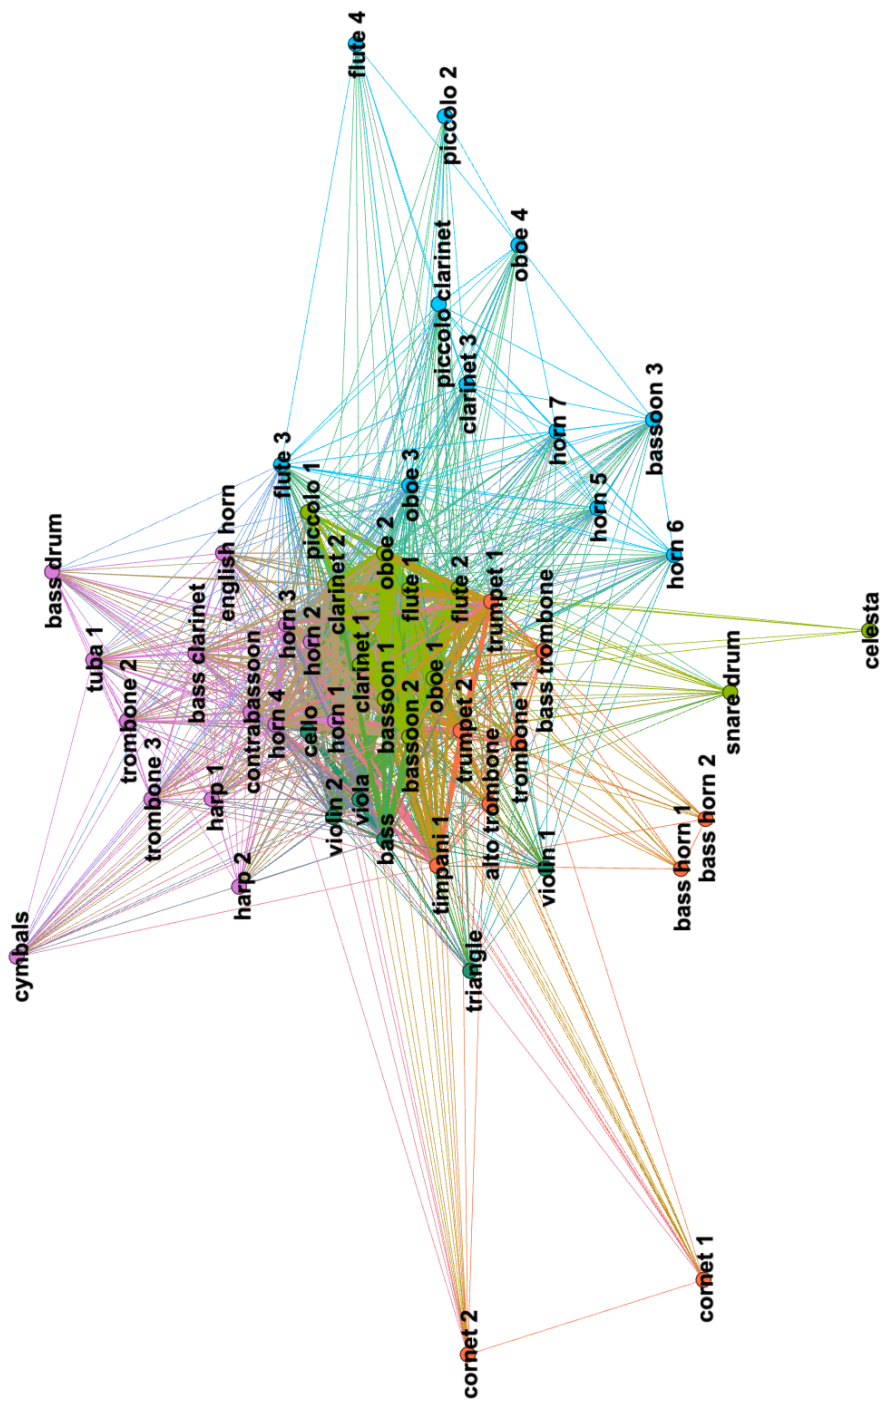 cymbals
bass drum
tuba 1
trombone 2
trombone 3
harp 1
harp 2
bass clarinet
english horn
contrabassoon
horn 4
horn 3
horn 2
horn 1
cello
violin 2
viola
bass
flute 3
piccolo 1
clarinet 2
clarinet 1
bassoon 1
bassoon 2
oboe 1
oboe 2
oboe 3
flute 1
flute 2
flute 4
piccolo 2
piccolo clarinet
clarinet 3
oboe 4
horn 7
bassoon 3
horn 5
horn 6
trumpet 1
trumpet 2
timpani 1
alto trombone
trombone 1
bass trombone
violin 1
triangle
bass horn 1
bass horn 2
snare drum
celesta
cornet 2
cornet 1